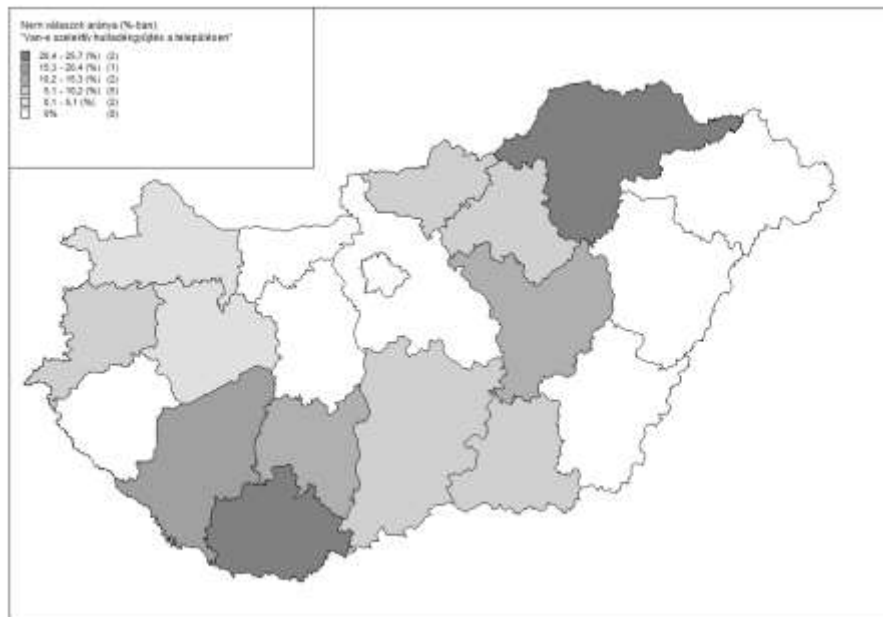 Nem válaszok aránya (%-ban)
"Van-e szelektív hulladékgyűjtés a településen"
20,4 - 25,7 (%) (2)
15,3 - 20,4 (%) (1)
10,2 - 15,3 (%) (2)
5,1 - 10,2 (%) (5)
0,1 - 5,1 (%) (2)
0% (8)